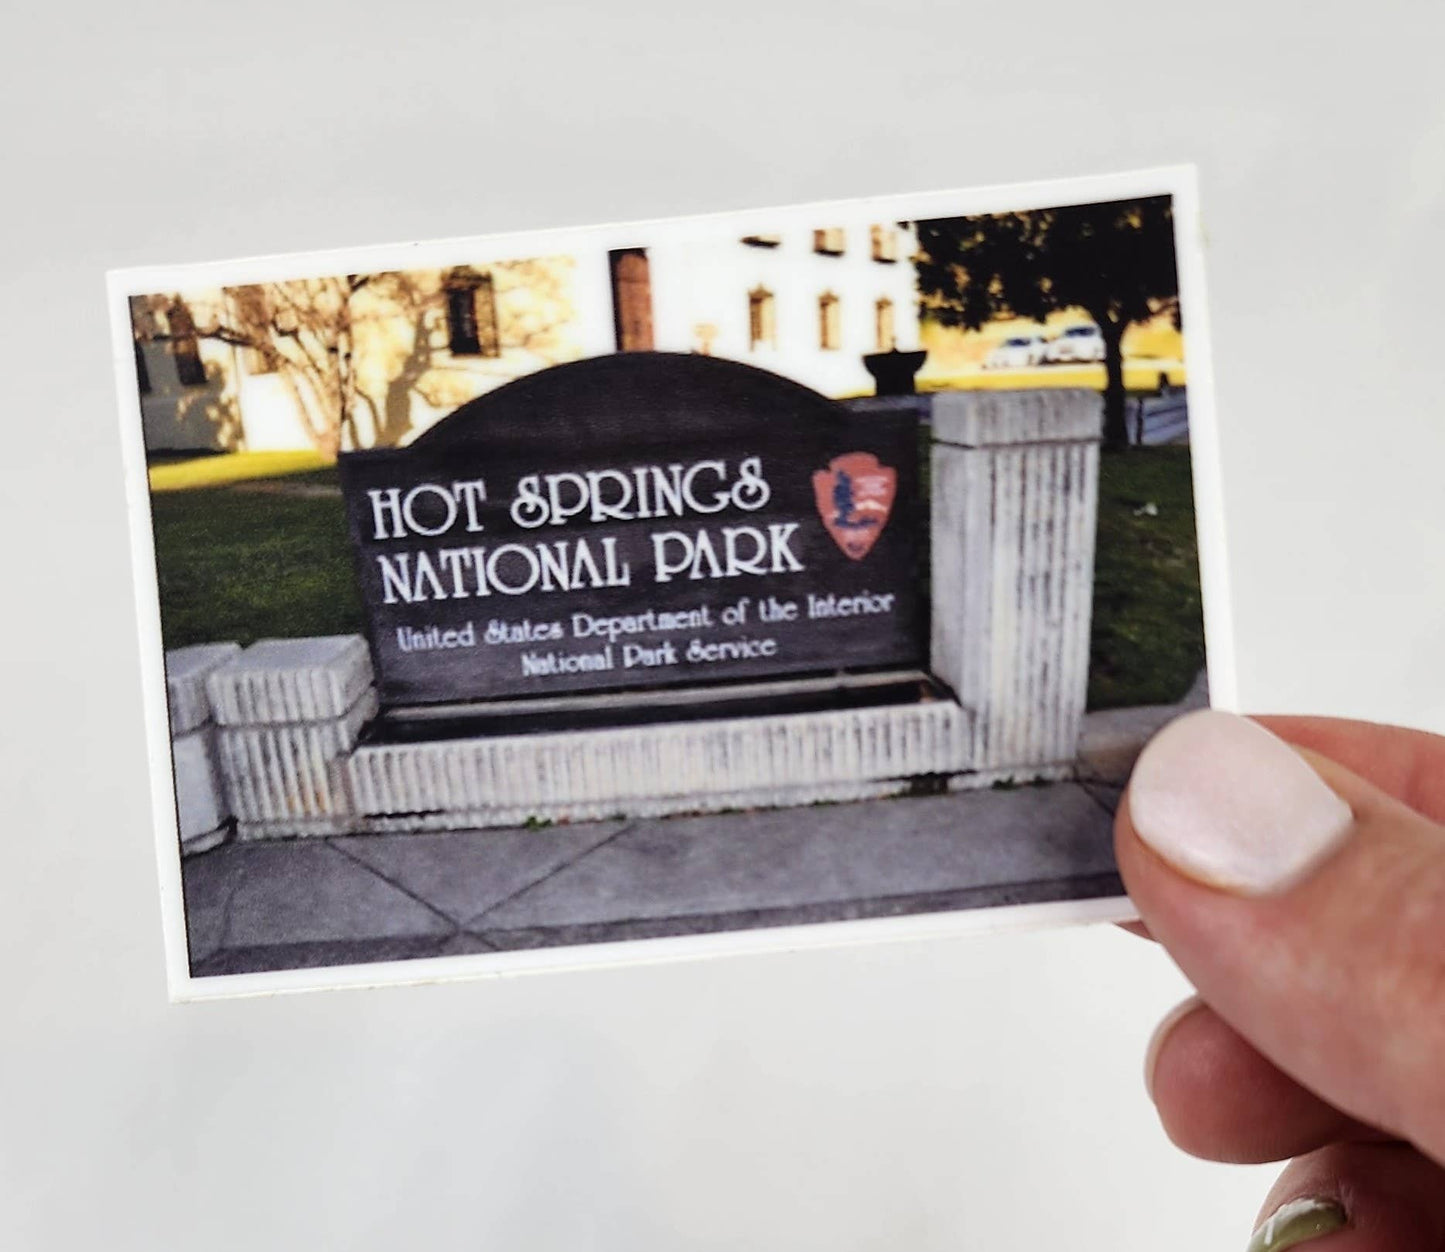 HOT SPRINGS
NATIONAL PARK
United States Department of the Interior
National Park Service